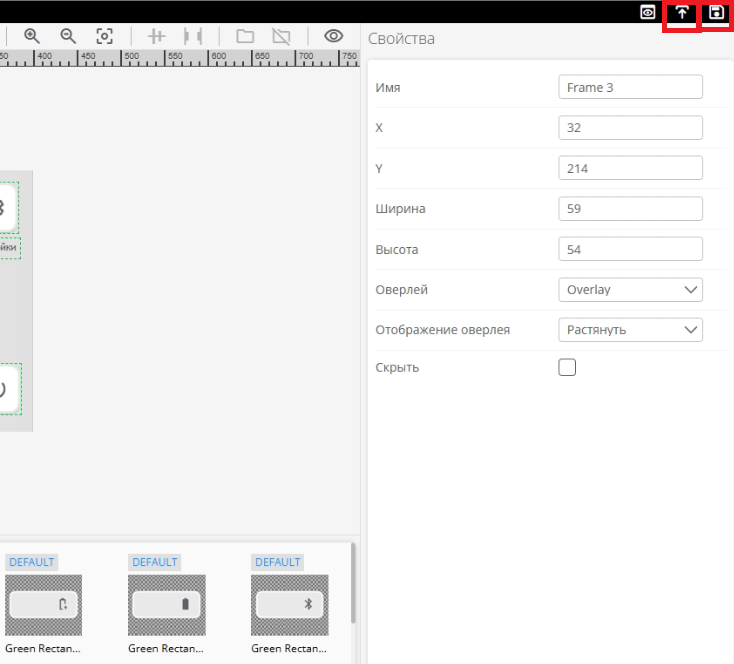 Свойства
50 400 450 500 550 600 650 700 750
Имя
Frame 3
X
32
Y
214
Ширина
59
йки
Высота
54
Оверлей
Overlay
Отображение оверлея
Растянуть
Скрыть
DEFAULT DEFAULT DEFAULT
Green Rectan... Green Rectan... Green Rectan...